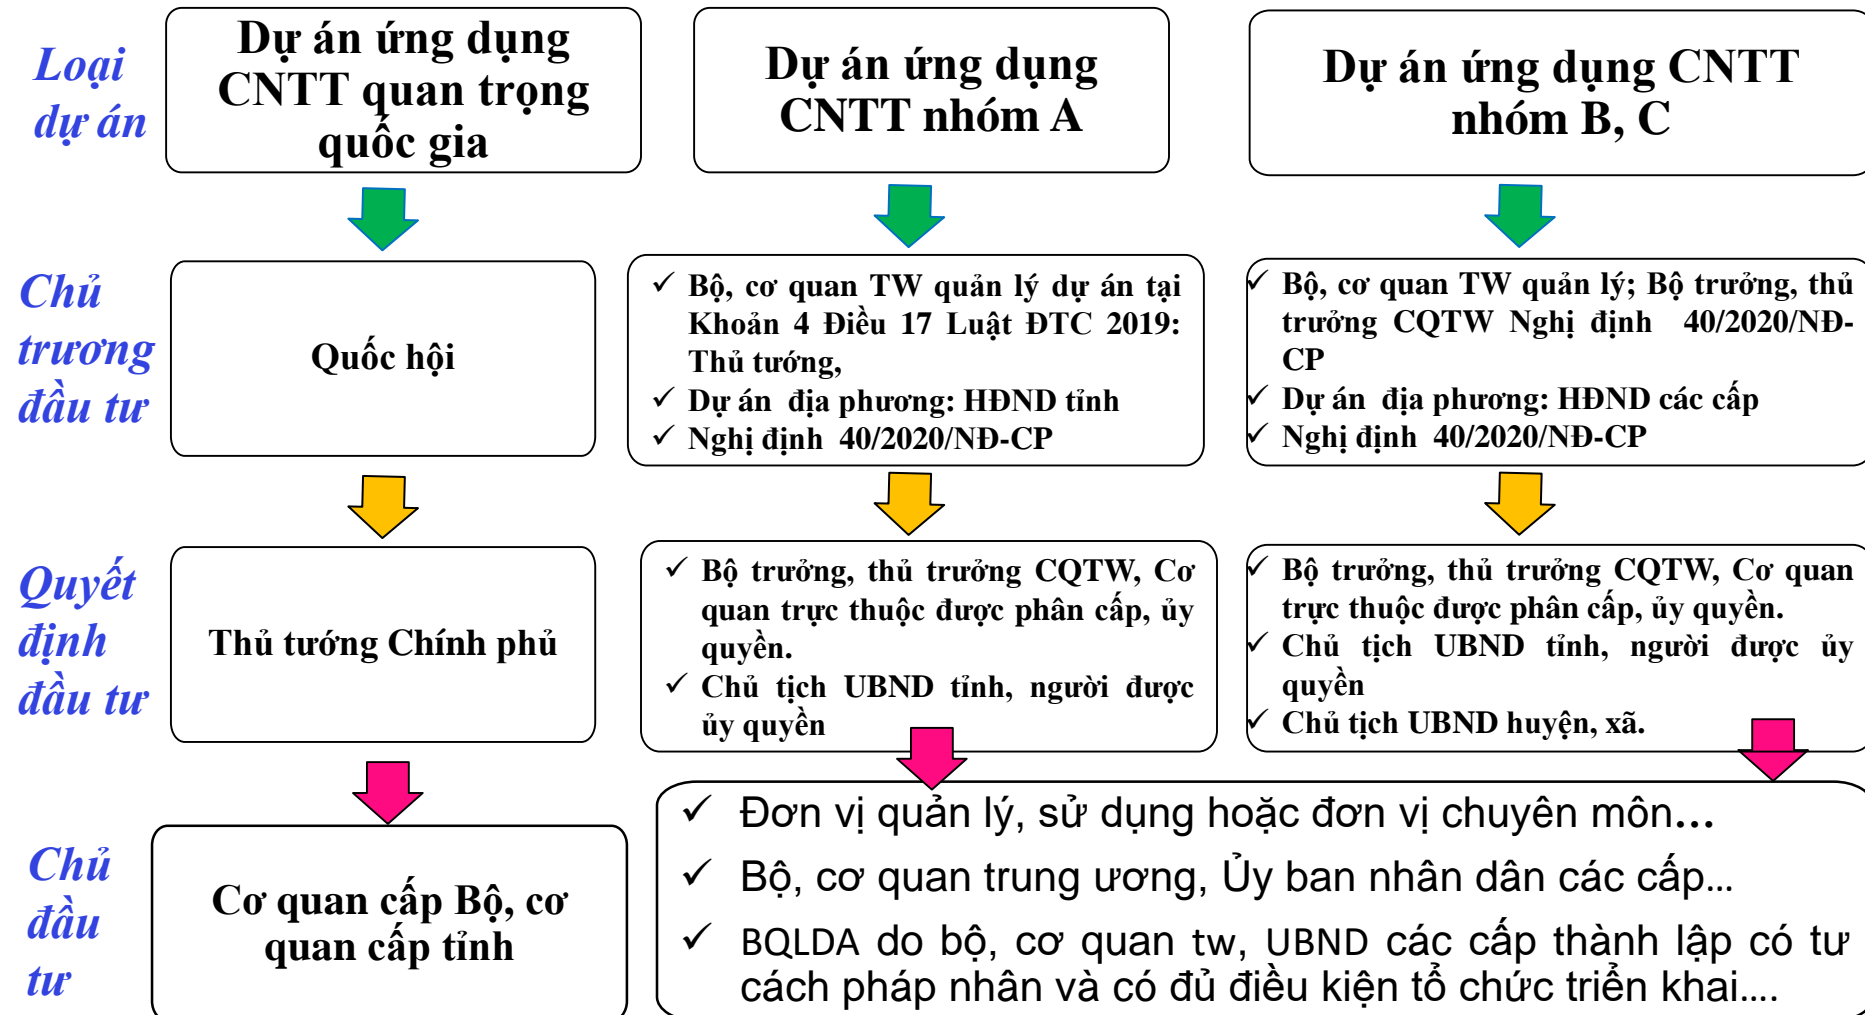 Loại
dự án
Dự án ứng dụng
CNTT quan trọng
quốc gia
Dự án ứng dụng
CNTT nhóm A
Dự án ứng dụng CNTT
nhóm B, C
Chủ
trương
đầu tư
Quốc hội
✓ Bộ, cơ quan TW quản lý dự án tại
Khoản 4 Điều 17 Luật ĐTC 2019:
Thủ tướng,
✓ Dự án địa phương: HĐND tỉnh
✓ Nghị định 40/2020/NĐ-CP
✓ Bộ, cơ quan TW quản lý; Bộ trưởng, thủ
trưởng CQTW Nghị định 40/2020/NĐ-
CP
✓ Dự án địa phương: HĐND các cấp
✓ Nghị định 40/2020/NĐ-CP
Quyết
định
đầu tư
Thủ tướng Chính phủ
✓ Bộ trưởng, thủ trưởng CQTW, Cơ
quan trực thuộc được phân cấp, ủy
quyền.
✓ Chủ tịch UBND tỉnh, người được
ủy quyền
✓ Bộ trưởng, thủ trưởng CQTW, Cơ quan
trực thuộc được phân cấp, ủy quyền.
✓ Chủ tịch UBND tỉnh, người được ủy
quyền
✓ Chủ tịch UBND huyện, xã.
Chủ
đầu
tư
Cơ quan cấp Bộ, cơ
quan cấp tỉnh
✓ Đơn vị quản lý, sử dụng hoặc đơn vị chuyên môn...
✓ Bộ, cơ quan trung ương, Ủy ban nhân dân các cấp...
✓ BQLDA do bộ, cơ quan tw, UBND các cấp thành lập có tư
cách pháp nhân và có đủ điều kiện tổ chức triển khai....